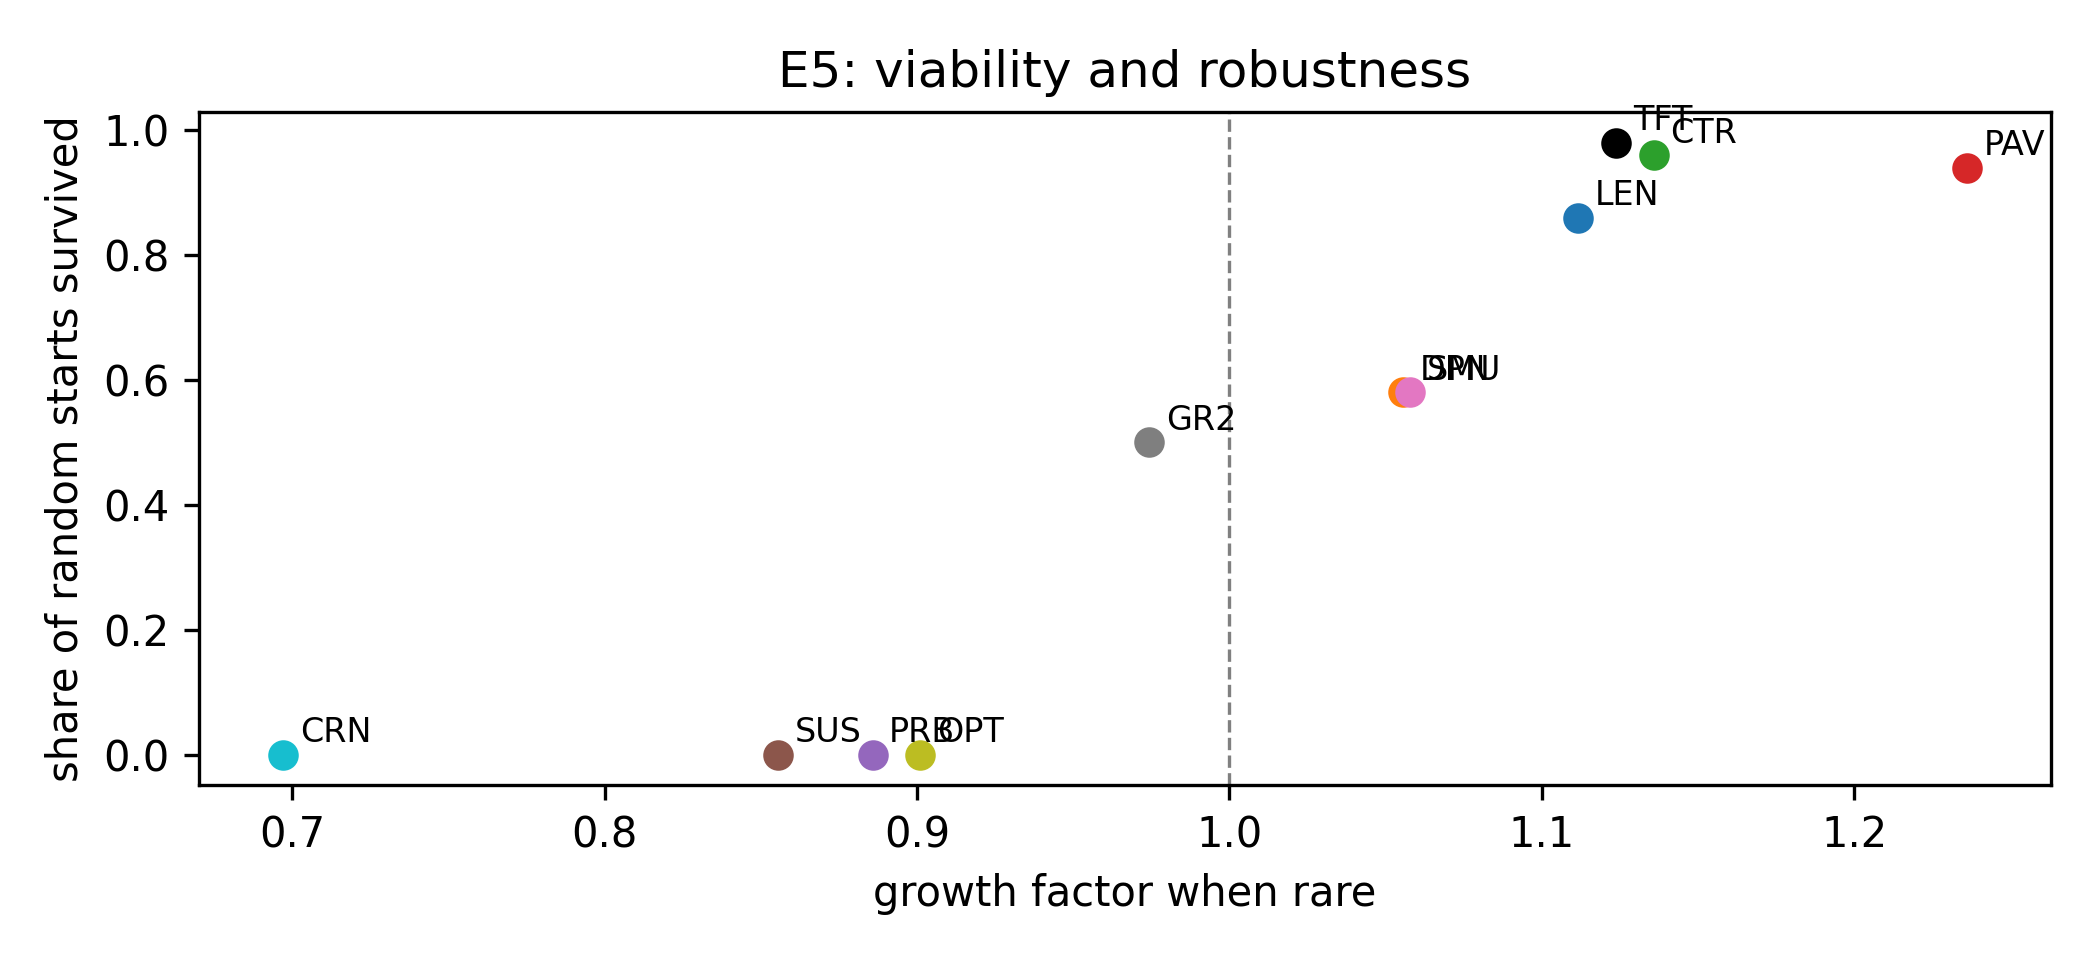 E5: viability and robustness
share of random starts survived
1.0
0.8
0.6
0.4
0.2
0.0
TFT
CTR
PAV
LEN
GR2
CRN
SUS
PRB
OPT
0.7
0.8
0.9
1.0
1.1
1.2
growth factor when rare